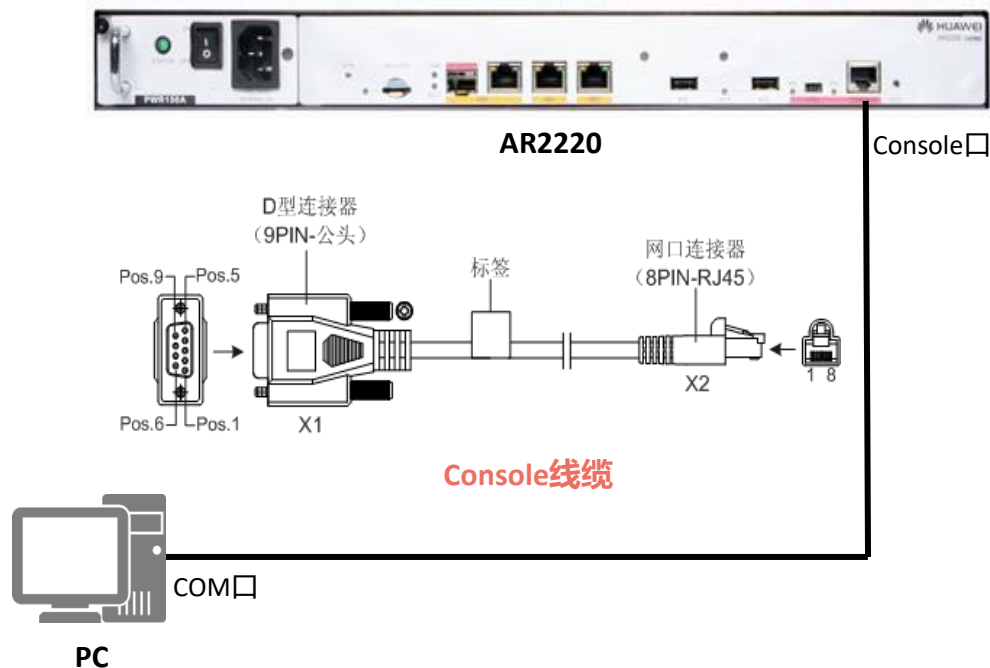 HUAWEI
PWR150A
AR2220
Console口
D型连接器
（9PIN-公头）
网口连接器
（8PIN-RJ45）
标签
Pos.9
Pos.5
Pos.6
Pos.1
X1
X2
1 8
Console线缆
COM口
PC